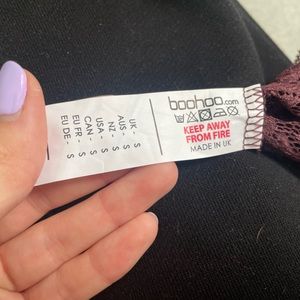 boohoo.com
KEEP AWAY
FROM FIRE
MADE IN UK
UK - S
AUS - S
NZ - S
USA - S
CAN - S
EU FR - S
EU DE - S